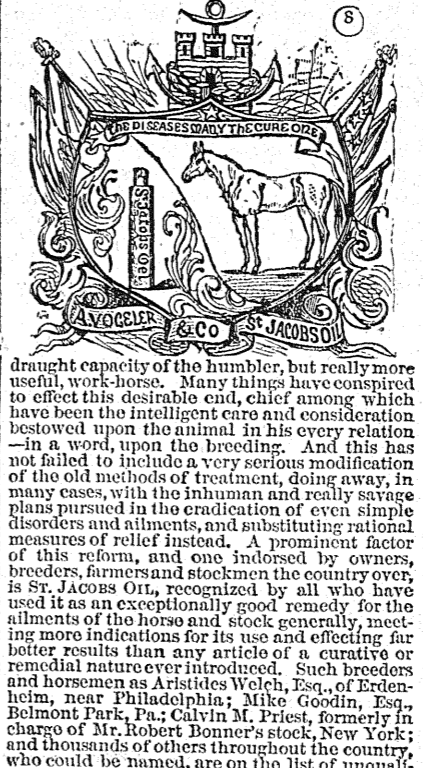 8
THE DISEASES MANY THE CURE ONE
St Jacobs Oel
A. VOGELER & CO St JACOBS OIL
draught capacity of the humbler, but really more
useful, work-horse. Many things have conspired
to effect this desirable end, chief among which
have been the intelligent care and consideration
bestowed upon the animal in his every relation
—in a word, upon the breeding. And this has
not failed to include a very serious modification
of the old methods of treatment, doing away, in
many cases, with the inhuman and really savage
plans pursued in the eradication of even simple
disorders and ailments, and substituting rational
measures of relief instead. A prominent factor
of this reform, and one indorsed by owners,
breeders, farmers and stockmen the country over,
is ST. JACOBS OIL, recognized by all who have
used it as an exceptionally good remedy for the
ailments of the horse and stock generally, meet-
ing more indications for its use and effecting far
better results than any article of a curative or
remedial nature ever introduced. Such breeders
and horsemen as Aristides Welch, Esq., of Erden-
heim, near Philadelphia; Mike Goodin, Esq.,
Belmont Park, Pa.; Calvin M. Priest, formerly in
charge of Mr. Robert Bonner's stock, New York;
and thousands of others throughout the country,
who could be named, are on the list of unquali-